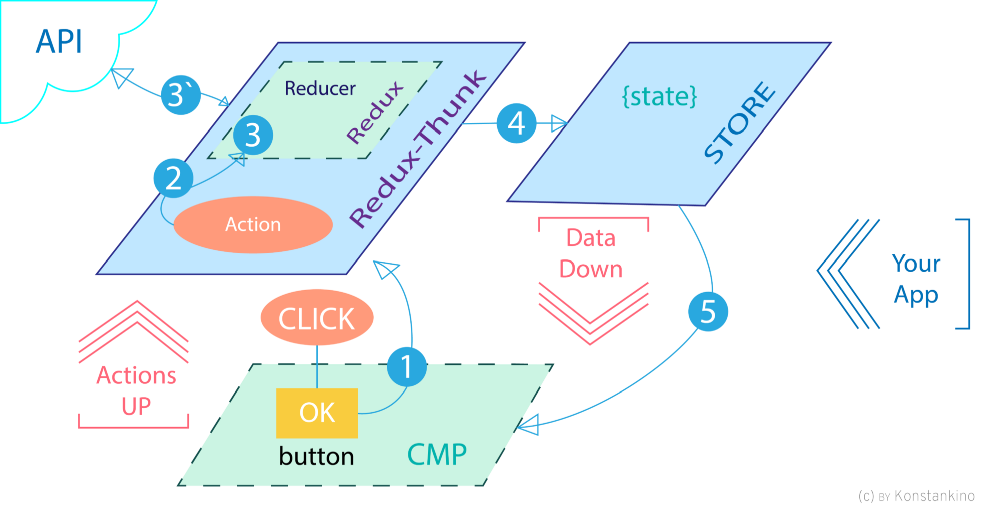 API
3`
Reducer
Redux
Redux-Thunk
3
2
Action
4
{state}
STORE
Data
Down
Your
App
5
CLICK
1
Actions
UP
OK
button
CMP
(c) BY Konstankino